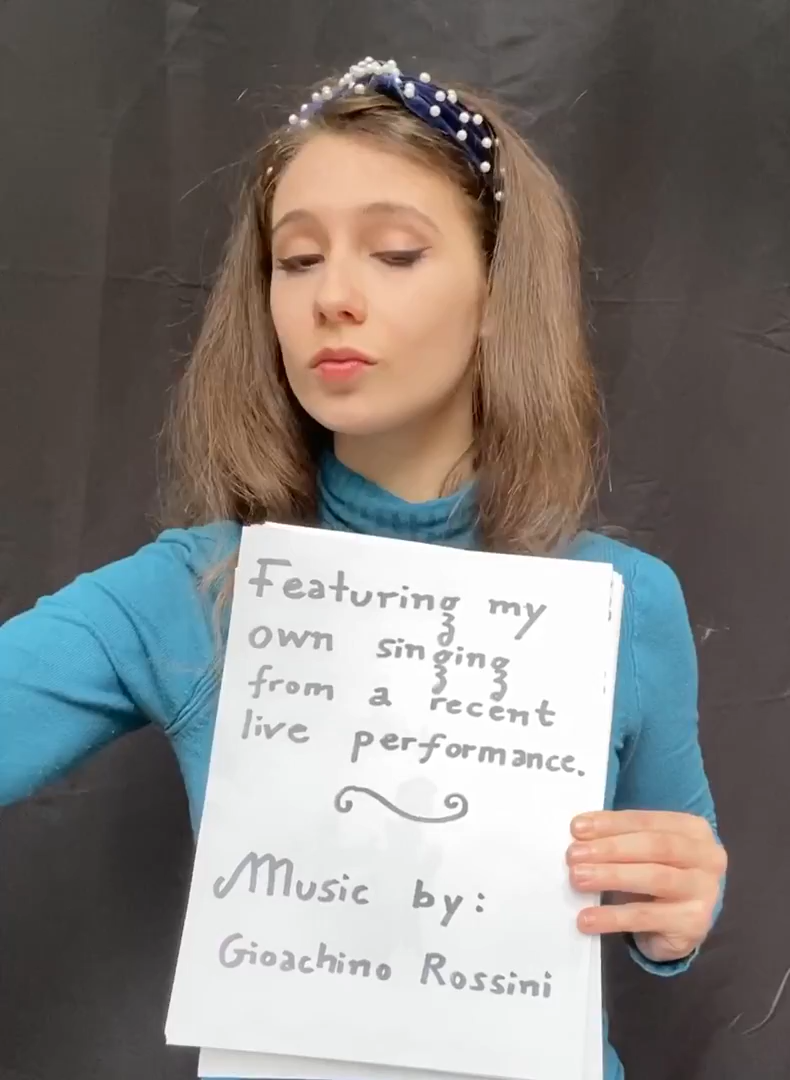 Featuring my
own singing
from a recent
live performance.
Music by:
Gioachino Rossini